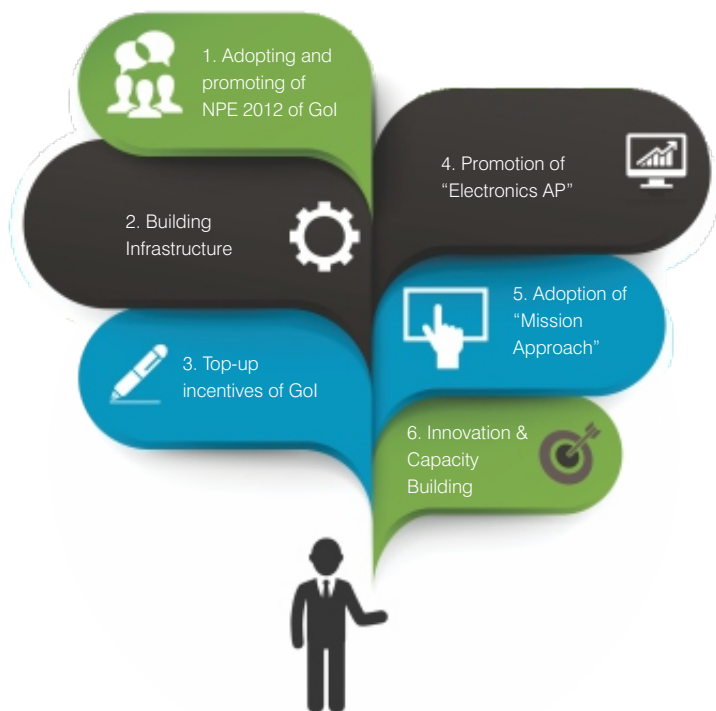 1. Adopting and
promoting of
NPE 2012 of GoI
2. Building
Infrastructure
3. Top-up
incentives of GoI
4. Promotion of
“Electronics AP”
5. Adoption of
“Mission
Approach”
6. Innovation &
Capacity
Building